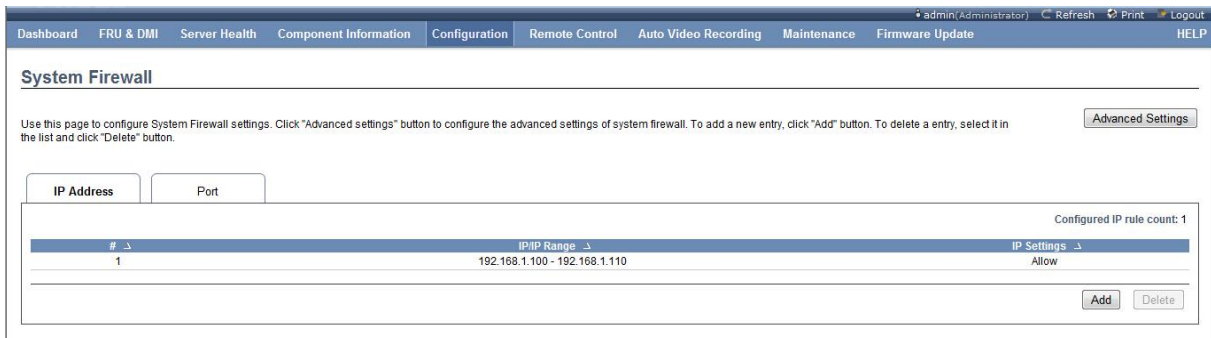 admin(Administrator) Refresh Print Logout
Dashboard FRU & DMI Server Health Component Information Configuration Remote Control Auto Video Recording Maintenance Firmware Update HELP
System Firewall
Use this page to configure System Firewall settings. Click "Advanced settings" button to configure the advanced settings of system firewall. To add a new entry, click "Add" button. To delete a entry, select it in
the list and click "Delete" button.
Advanced Settings
IP Address Port
Configured IP rule count: 1
# IP/IP Range IP Settings
1 192.168.1.100 - 192.168.1.110 Allow
Add Delete